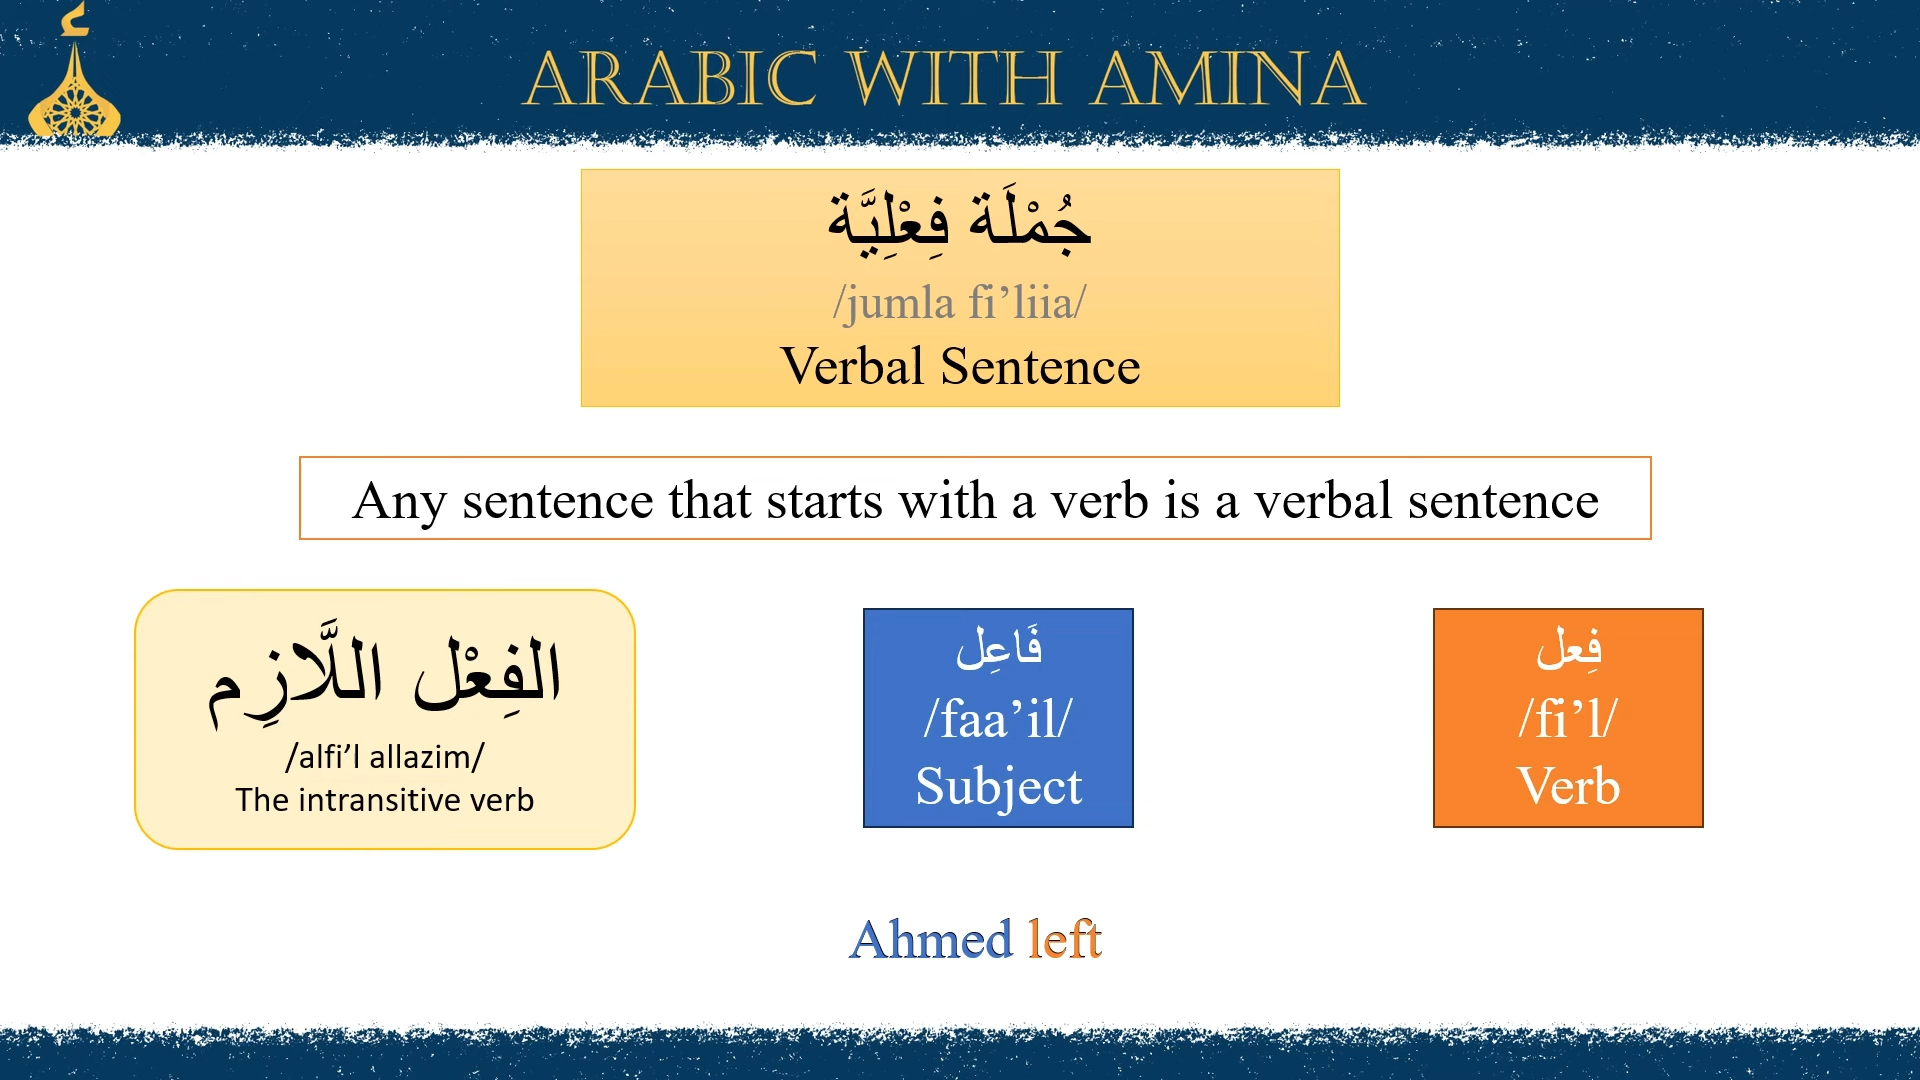 ARABIC WITH AMINA
جُمْلَة فِعْلِيَّة
/jumla fi’liia/
Verbal Sentence
Any sentence that starts with a verb is a verbal sentence
فِعل
/fi’l/
Verb
فَاعِل
/faa’il/
Subject
الفِعْل اللَّازِم
/alfi’l allazim/
The intransitive verb
Ahmed left